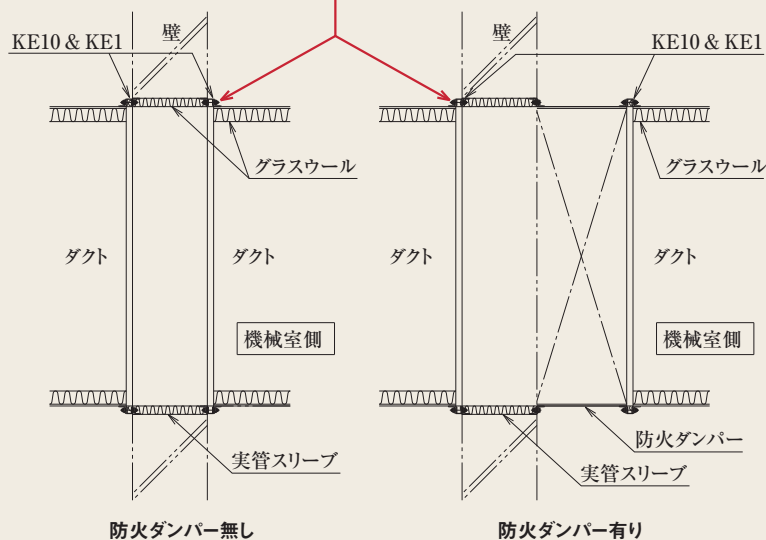 壁
KE10 & KE1
グラスウール
ダクト
ダクト
機械室側
実管スリーブ
防火ダンパー無し
壁
KE10 & KE1
グラスウール
ダクト
ダクト
機械室側
防火ダンパー
実管スリーブ
防火ダンパー有り